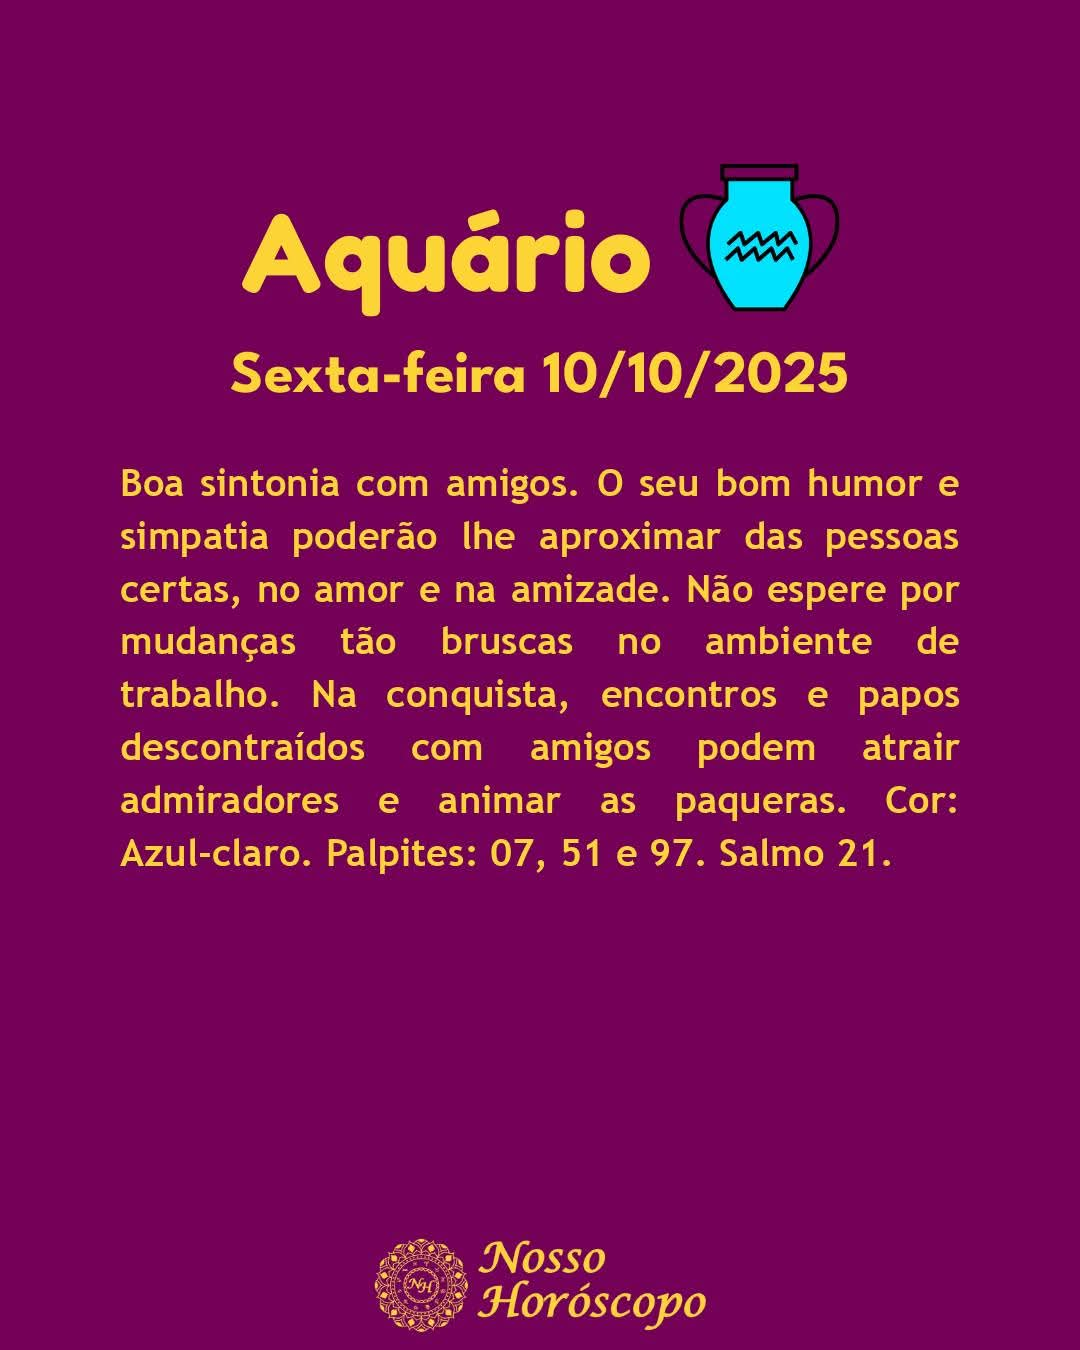 Aquário
Sexta-feira 10/10/2025
Boa sintonia com amigos. O seu bom humor e
simpatia poderão lhe aproximar das pessoas
certas, no amor e na amizade. Não espere por
mudanças tão bruscas no ambiente de
trabalho. Na conquista, encontros e papos
descontraídos com amigos podem atrair
admiradores e animar as paqueras. Cor:
Azul-claro. Palpites: 07, 51 e 97. Salmo 21.
NH
Nosso
Horóscopo